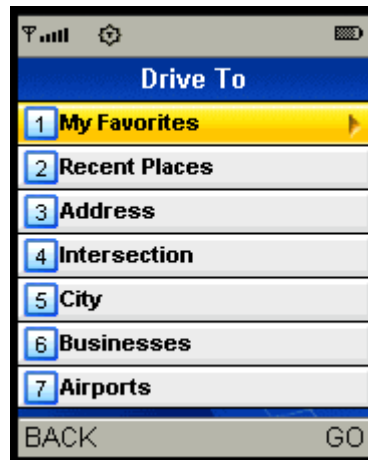 Drive To
1 My Favorites
2 Recent Places
3 Address
4 Intersection
5 City
6 Businesses
7 Airports
BACK GO